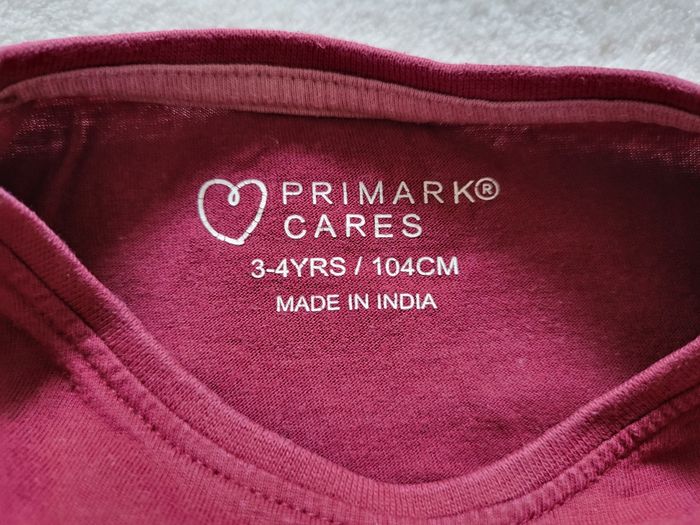 PRIMARK®
CARES
3-4YRS / 104CM
MADE IN INDIA